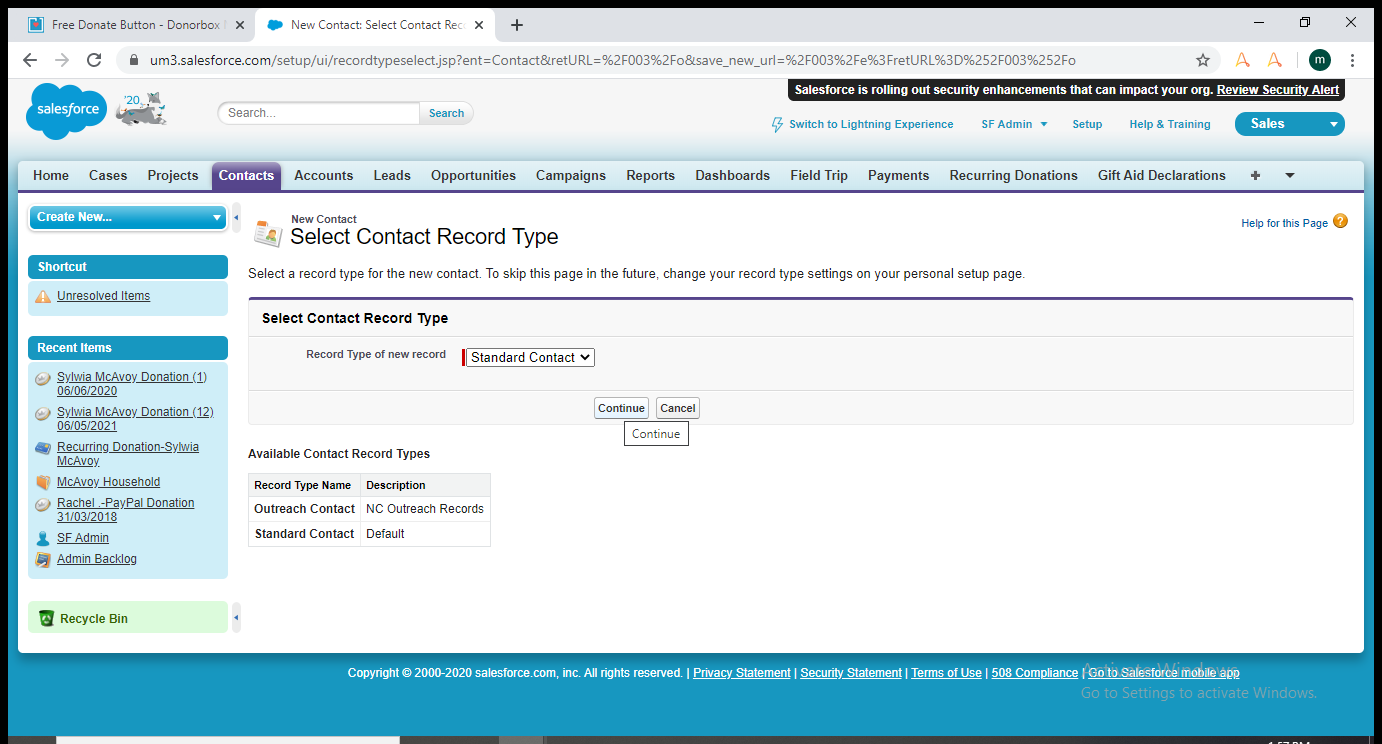 Free Donate Button - Donorbox
New Contact: Select Contact Rec
um3.salesforce.com/setup/ui/recordtypeselect.jsp?ent=Contact&retURL=%2F003%2Fo&save_new_url=%2F003%2Fe%3FretURL%3D%252F003%252Fo
m
salesforce
'20
Search...
Search
Salesforce is rolling out security enhancements that can impact your org. Review Security Alert
Switch to Lightning Experience
SF Admin
Setup
Help & Training
Sales
Home Cases Projects Contacts Accounts Leads Opportunities Campaigns Reports Dashboards Field Trip Payments Recurring Donations Gift Aid Declarations +
Create New...
Shortcut
Unresolved Items
Recent Items
Sylwia McAvoy Donation (1)
06/06/2020
Sylwia McAvoy Donation (12)
06/05/2021
Recurring Donation-Sylwia
McAvoy
McAvoy Household
Rachel .-PayPal Donation
31/03/2018
SF Admin
Admin Backlog
Recycle Bin
New Contact
Select Contact Record Type
Help for this Page ?
Select a record type for the new contact. To skip this page in the future, change your record type settings on your personal setup page.
Select Contact Record Type
Record Type of new record
Standard Contact
Continue
Cancel
Continue
Available Contact Record Types
Record Type Name Description
Outreach Contact NC Outreach Records
Standard Contact Default
Copyright © 2000-2020 salesforce.com, inc. All rights reserved. | Privacy Statement | Security Statement | Terms of Use | 508 Compliance | Go to Salesforce mobile app
Activate Windows
Go to Settings to activate Windows.